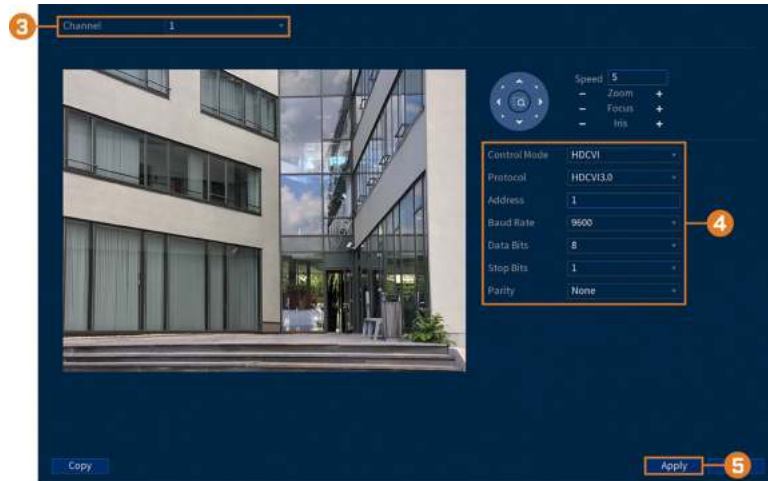 3
Channel 1
Speed 5
- Zoom +
- Focus +
- Iris +
Control Mode HDCVI
Protocol HDCVI3.0
Address 1
Baud Rate 9600
4
Data Bits 8
Stop Bits 1
Parity None
Copy
Apply
5